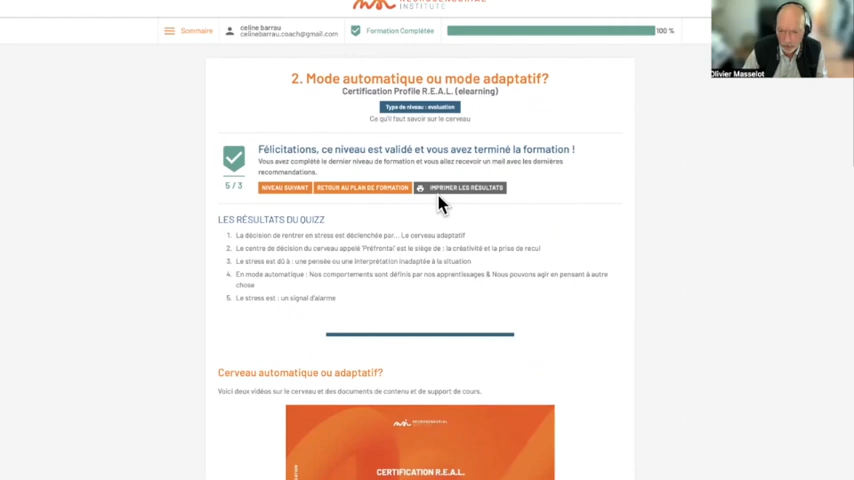 INSTITUTE
Sommaire
celine barrau
celinebarrau.coach@gmail.com
Formation Complétée
100 %
Olivier Masselot
2. Mode automatique ou mode adaptatif?
Certification Profile R.E.A.L. (elearning)
Type de niveau : evaluation
Ce qu'il faut savoir sur le cerveau
Félicitations, ce niveau est validé et vous avez terminé la formation !
Vous avez complété le dernier niveau de formation et vous allez recevoir un mail avec les dernières
recommandations.
5 / 3
NIVEAU SUIVANT
RETOUR AU PLAN DE FORMATION
IMPRIMER LES RÉSULTATS
LES RÉSULTATS DU QUIZZ
1. La décision de rentrer en stress est déclenchée par... Le cerveau adaptatif
2. Le centre de décision du cerveau appelé 'Préfrontal' est le siège de : la créativité et la prise de recul
3. Le stress est dû à : une pensée ou une interprétation inadaptée à la situation
4. En mode automatique : Nos comportements sont définis par nos apprentissages & Nous pouvons agir en pensant à autre
chose
5. Le stress est : un signal d'alarme
Cerveau automatique ou adaptatif?
Voici deux vidéos sur le cerveau et des documents de contenu et de support de cours.
CERTIFICATION R.E.A.L.